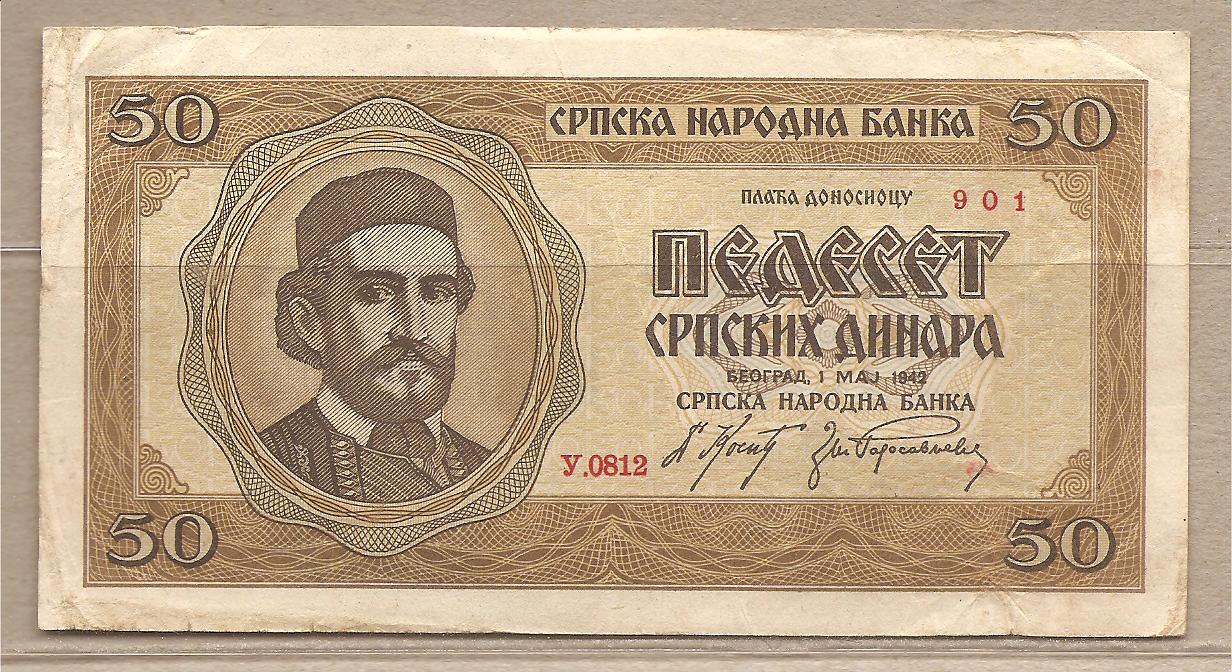 50 СРПСКА НАРОДНА БАНКА 50
ПЛАЋА ДОНОСИОЦУ 901
ПЕДЕСЕТ
СРПСКИХ ДИНАРА
БЕОГРАД, 1 МАЈ 1942
СРПСКА НАРОДНА БАНКА
У.0812
50 50